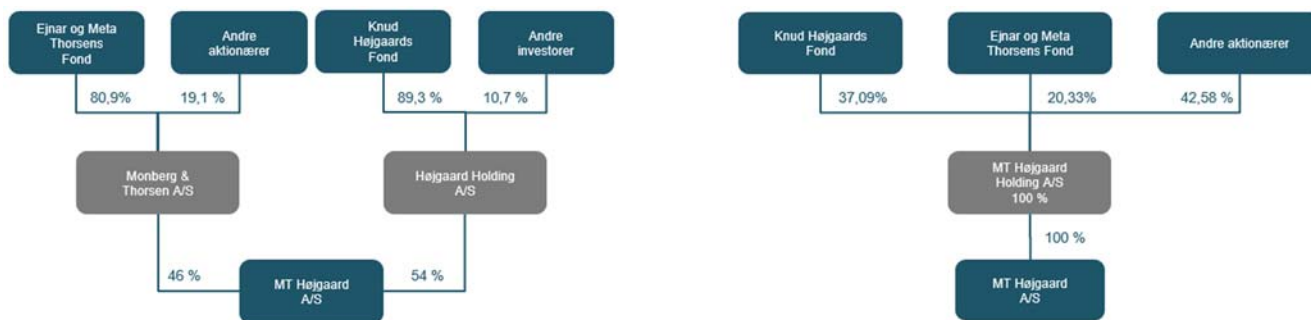 Ejnar og Meta
Thorsens
Fond
Andre
aktionærer
Knud
Højgaards
Fond
Andre
investorer
80,9%
19,1 %
89,3 %
10,7 %
Monberg &
Thorsen A/S
Højgaard Holding
A/S
46 %
54 %
MT Højgaard
A/S
Knud Højgaards
Fond
Ejnar og Meta
Thorsens Fond
Andre aktionærer
37,09%
20,33%
42,58 %
MT Højgaard
Holding A/S
100 %
100 %
MT Højgaard
A/S